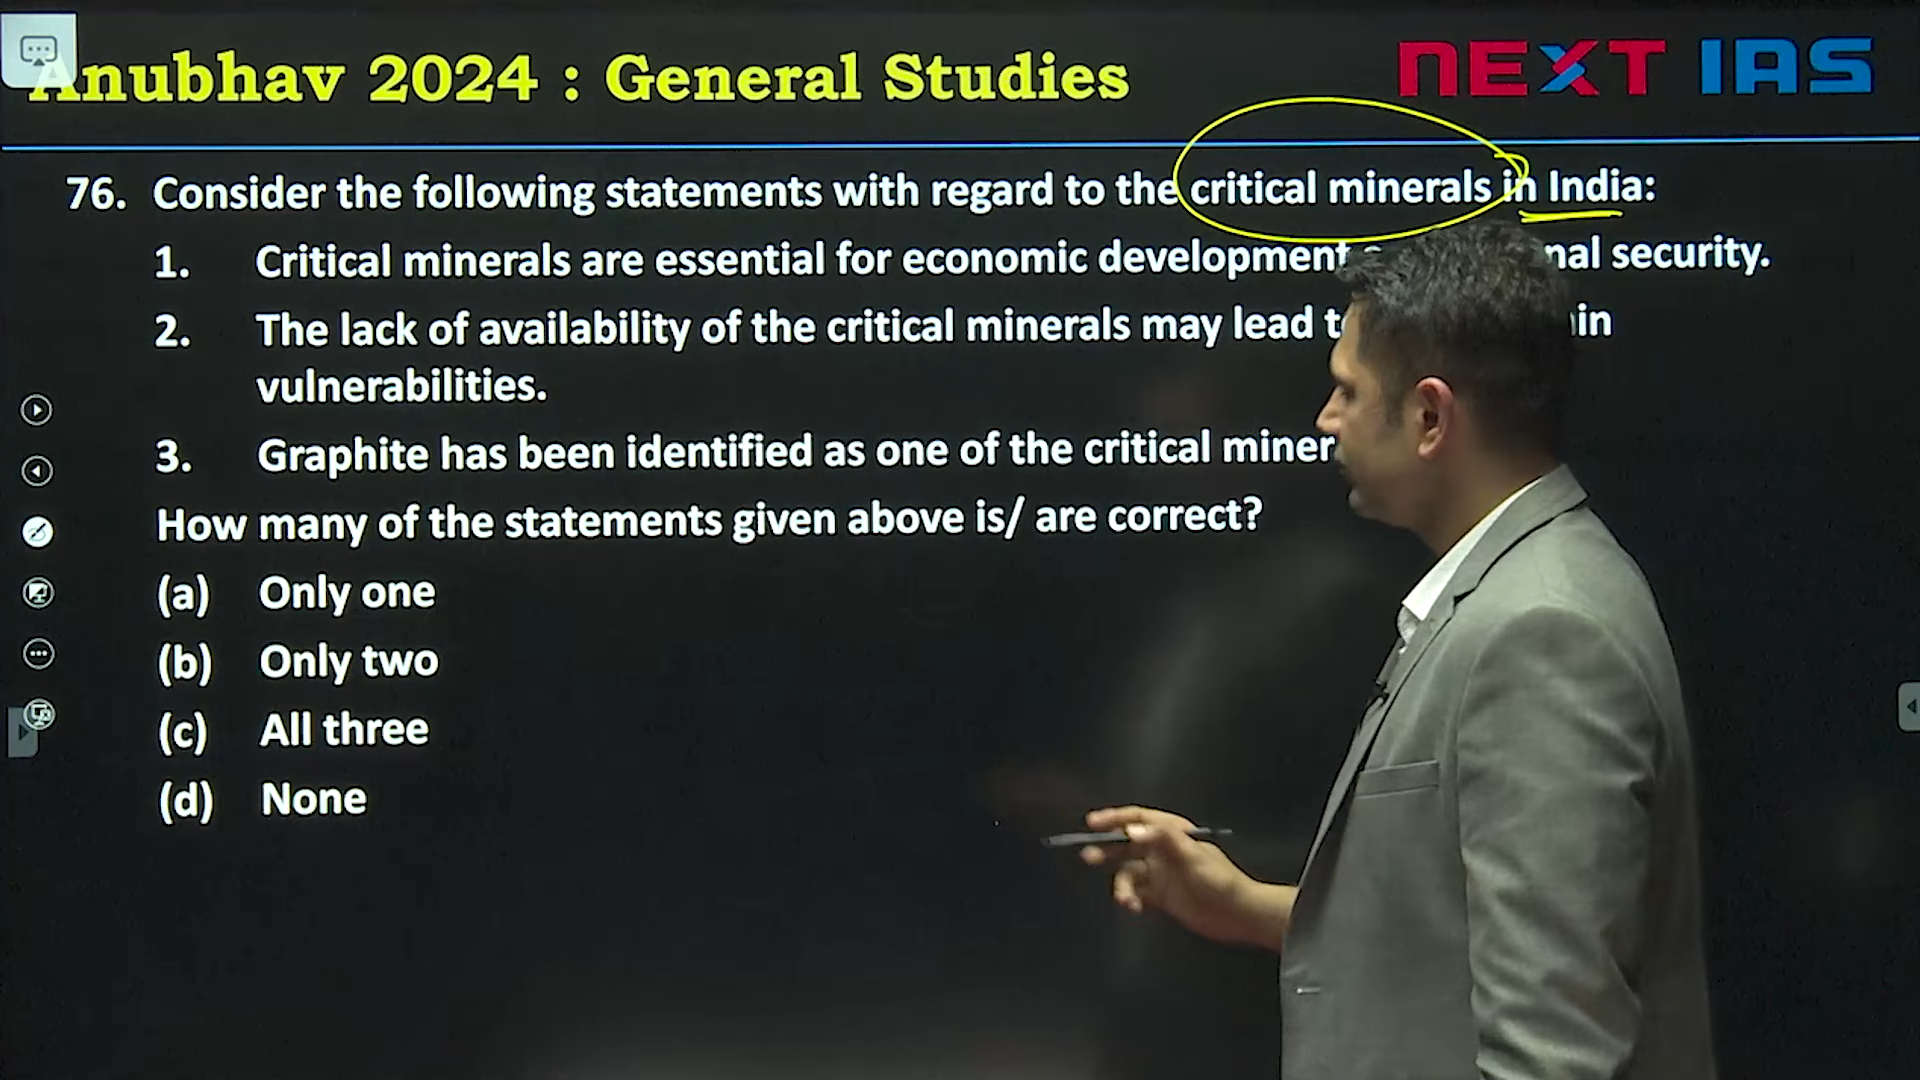 Anubhav 2024 : General Studies
NEXT IAS
76. Consider the following statements with regard to the critical minerals in India:
1. Critical minerals are essential for economic development security.
2. The lack of availability of the critical minerals may lead
vulnerabilities.
3. Graphite has been identified as one of the critical
How many of the statements given above is/ are correct?
(a) Only one
(b) Only two
(c) All three
(d) None